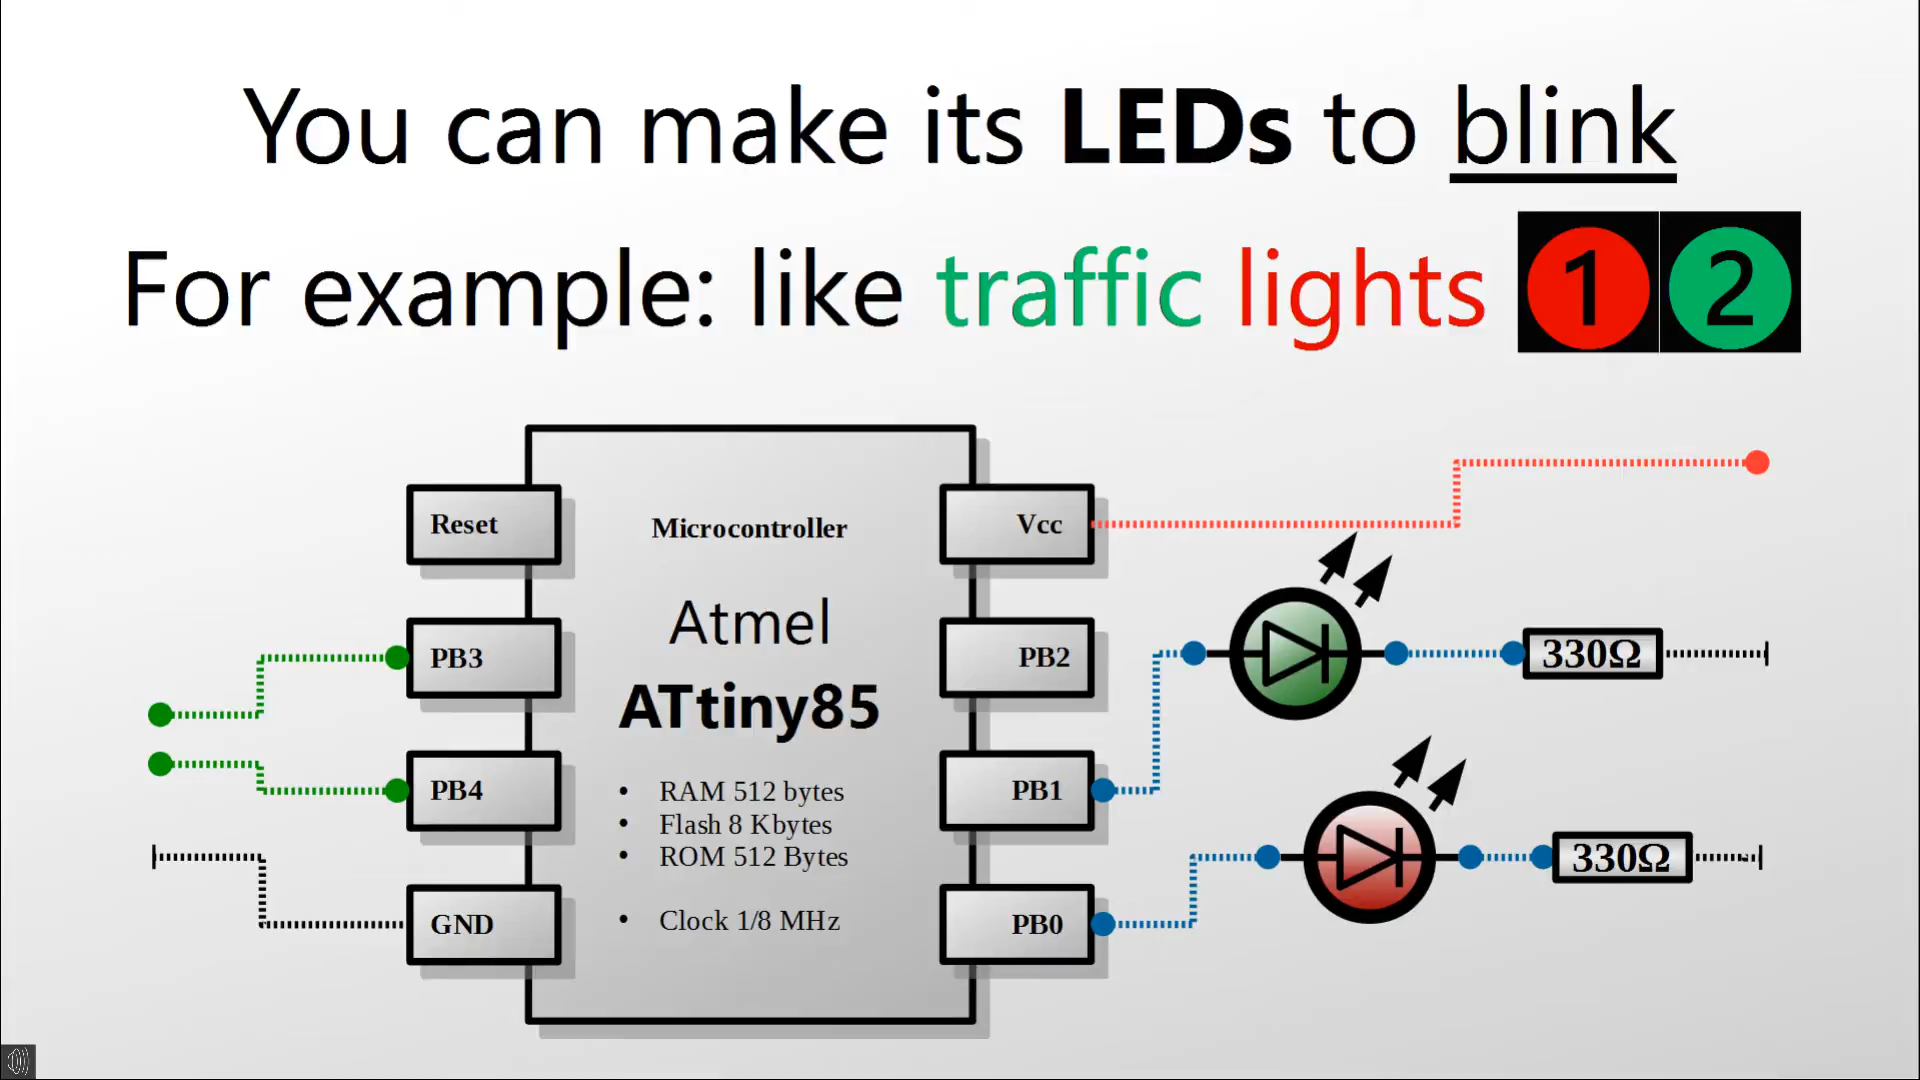 You can make its LEDs to blink
For example: like traffic lights 1 2
Reset
Microcontroller
Vcc
Atmel
ATtiny85
PB3
PB2
330Ω
PB4
PB1
• RAM 512 bytes
• Flash 8 Kbytes
• ROM 512 Bytes
330Ω
• Clock 1/8 MHz
GND
PB0